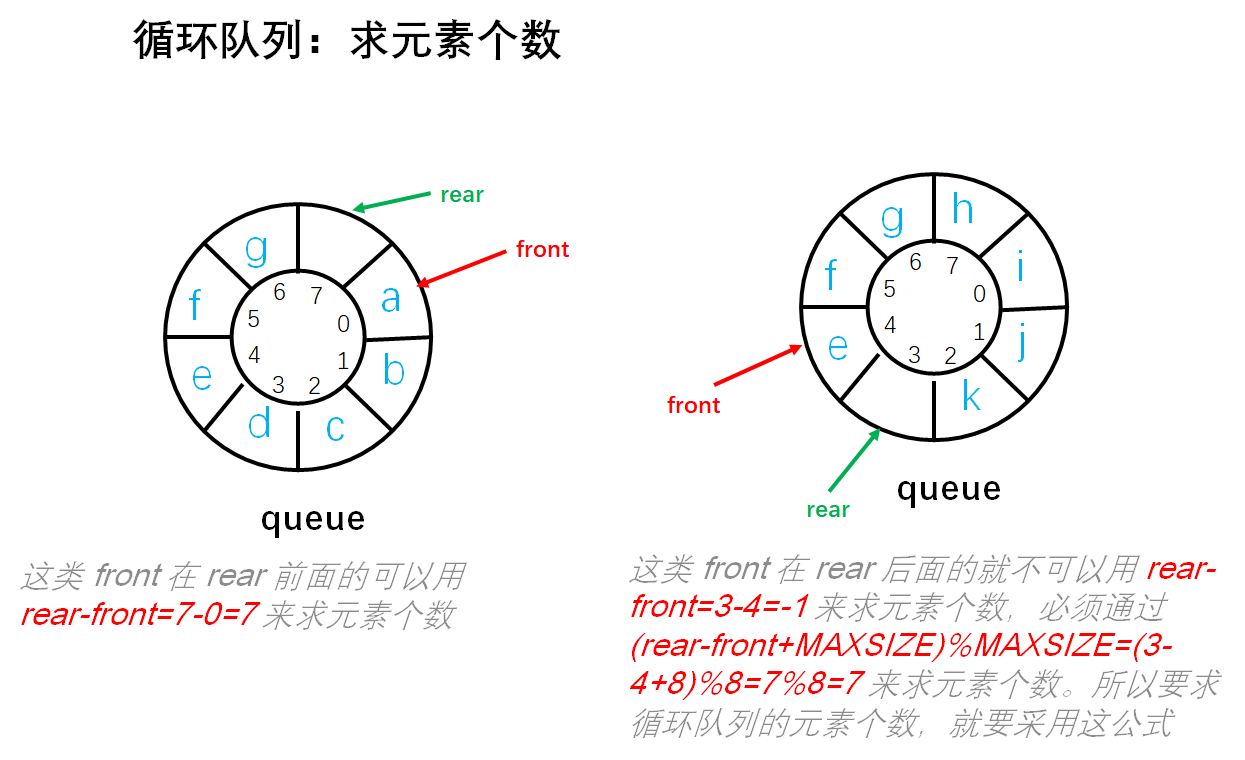 循环队列：求元素个数
rear
front
g
a
f
b
e
d
c
6
7
5
0
4
1
3
2
queue
这类 front 在 rear 前面的可以用
rear-front=7-0=7 来求元素个数
g
h
f
i
e
j
k
6
7
5
0
4
1
3
2
front
rear
queue
这类 front 在 rear 后面的就不可以用 rear-
front=3-4=-1 来求元素个数，必须通过
(rear-front+MAXSIZE)%MAXSIZE=(3-
4+8)%8=7%8=7 来求元素个数。所以要求
循环队列的元素个数，就要采用这公式